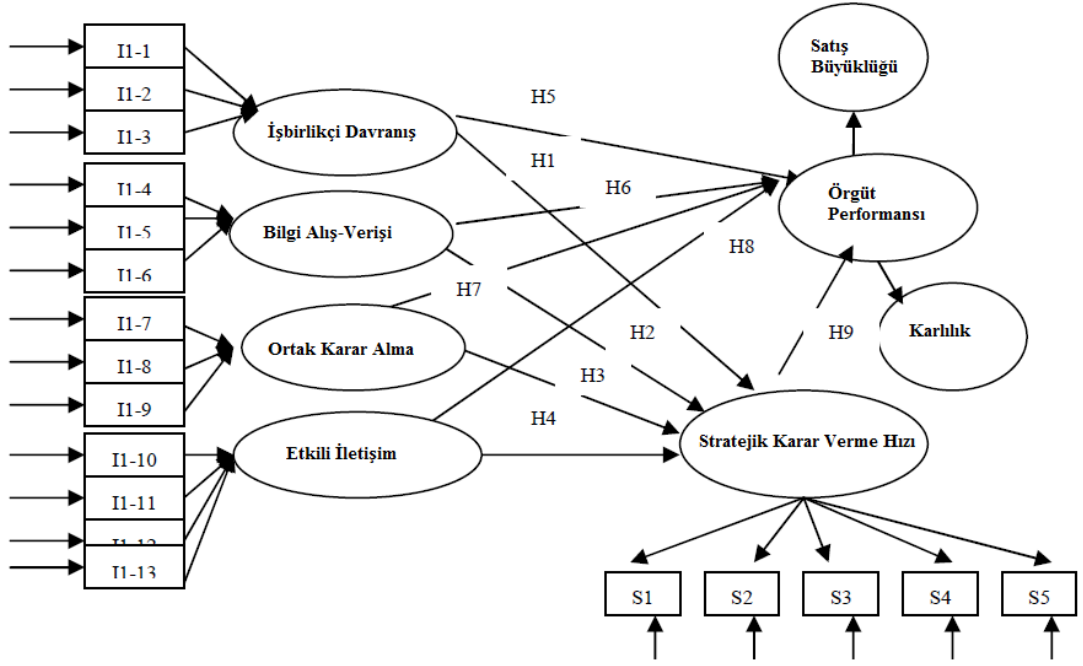 I1-1
I1-2
I1-3
I1-4
I1-5
I1-6
I1-7
I1-8
I1-9
I1-10
I1-11
I1-12
I1-13
İşbirlikçi Davranış
Bilgi Alış-Verişi
Ortak Karar Alma
Etkili İletişim
H5
H1
H6
H8
H7
H2
H9
H3
H4
Satış
Büyüklüğü
Örgüt
Performansı
Karlılık
Stratejik Karar Verme Hızı
S1
S2
S3
S4
S5